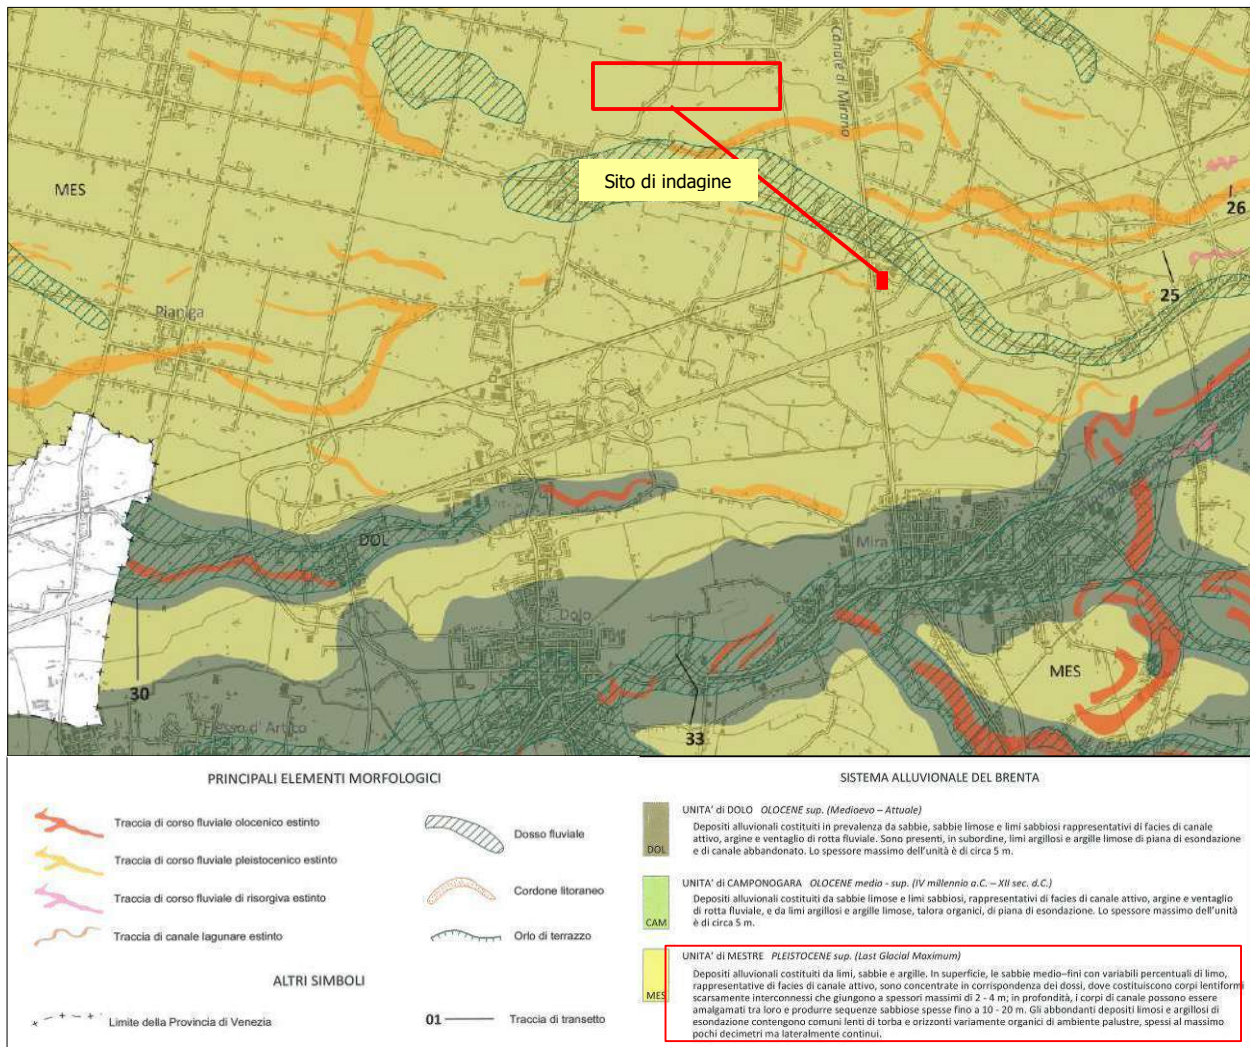 Canale di Mirano
Sito di indagine
MES
26
25
Pianiga
DOL
Mira
Dolo
MES
30
33
PRINCIPALI ELEMENTI MORFOLOGICI
Traccia di corso fluviale olocenico estinto
Traccia di corso fluviale pleistocenico estinto
Traccia di corso fluviale di risorgiva estinto
Traccia di canale lagunare estinto
Dosso fluviale
Cordone litoraneo
Orlo di terrazzo
ALTRI SIMBOLI
Limite della Provincia di Venezia
01 Traccia di transetto
SISTEMA ALLUVIONALE DEL BRENTA
DOL
UNITA' di DOLO OLOCENE sup. (Medioevo – Attuale)
Depositi alluvionali costituiti in prevalenza da sabbie, sabbie limose e limi sabbiosi rappresentativi di facies di canale
attivo, argine e ventaglio di rotta fluviale. Sono presenti, in subordine, limi argillosi e argille limose di piana di esondazione
e di canale abbandonato. Lo spessore massimo dell'unità è di circa 5 m.
CAM
UNITA' di CAMPONOGARA OLOCENE medio - sup. (IV millennio a.C. – XII sec. d.C.)
Depositi alluvionali costituiti da sabbie limose e limi sabbiosi, rappresentativi di facies di canale attivo, argine e ventaglio
di rotta fluviale, e da limi argillosi e argille limose, talora organici, di piana di esondazione. Lo spessore massimo dell'unità
è di circa 5 m.
MES
UNITA' di MESTRE PLEISTOCENE sup. (Last Glacial Maximum)
Depositi alluvionali costituiti da limi, sabbie e argille. In superficie, le sabbie medio–fini con variabili percentuali di limo,
rappresentative di facies di canale attivo, sono concentrate in corrispondenza dei dossi, dove costituiscono corpi lentiformi
scarsamente interconnessi che giungono a spessori massimi di 2 - 4 m; in profondità, i corpi di canale possono essere
amalgamati tra loro e produrre sequenze sabbiose spesse fino a 10 - 20 m. Gli abbondanti depositi limosi e argillosi di
esondazione contengono comuni lenti di torba e orizzonti variamente organici di ambiente palustre, spessi al massimo
pochi decimetri ma lateralmente continui.